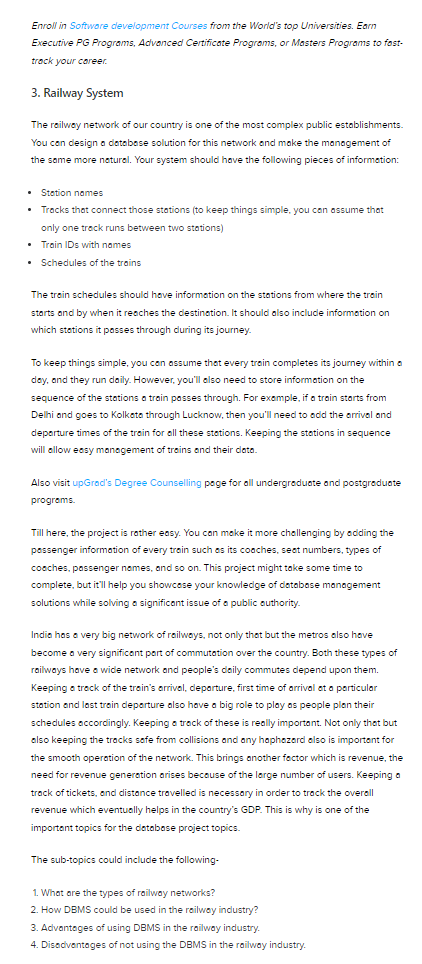 Enroll in Software development Courses from the World's top Universities. Earn
Executive PG Programs, Advanced Certificate Programs, or Masters Programs to fast-
track your career.
3. Railway System
The railway network of our country is one of the most complex public establishments.
You can design a database solution for this network and make the management of
the same more natural. Your system should have the following pieces of information:
• Station names
• Tracks that connect those stations (to keep things simple, you can assume that
only one track runs between two stations)
• Train IDs with names
• Schedules of the trains
The train schedules should have information on the stations from where the train
starts and by when it reaches the destination. It should also include information on
which stations it passes through during its journey.
To keep things simple, you can assume that every train completes its journey within a
day, and they run daily. However, you'll also need to store information on the
sequence of the stations a train passes through. For example, if a train starts from
Delhi and goes to Kolkata through Lucknow, then you'll need to add the arrival and
departure times of the train for all these stations. Keeping the stations in sequence
will allow easy management of trains and their data.
Also visit upGrad's Degree Counselling page for all undergraduate and postgraduate
programs.
Till here, the project is rather easy. You can make it more challenging by adding the
passenger information of every train such as its coaches, seat numbers, types of
coaches, passenger names, and so on. This project might take some time to
complete, but it'll help you showcase your knowledge of database management
solutions while solving a significant issue of a public authority.
India has a very big network of railways, not only that but the metros also have
become a very significant part of commutation over the country. Both these types of
railways have a wide network and people's daily commutes depend upon them.
Keeping a track of the train's arrival, departure, first time of arrival at a particular
station and last train departure also have a big role to play as people plan their
schedules accordingly. Keeping a track of these is really important. Not only that but
also keeping the tracks safe from collisions and any haphazard also is important for
the smooth operation of the network. This brings another factor which is revenue, the
need for revenue generation arises because of the large number of users. Keeping a
track of tickets, and distance travelled is necessary in order to track the overall
revenue which eventually helps in the country's GDP. This is why is one of the
important topics for the database project topics.
The sub-topics could include the following-
1. What are the types of railway networks?
2. How DBMS could be used in the railway industry?
3. Advantages of using DBMS in the railway industry.
4. Disadvantages of not using the DBMS in the railway industry.